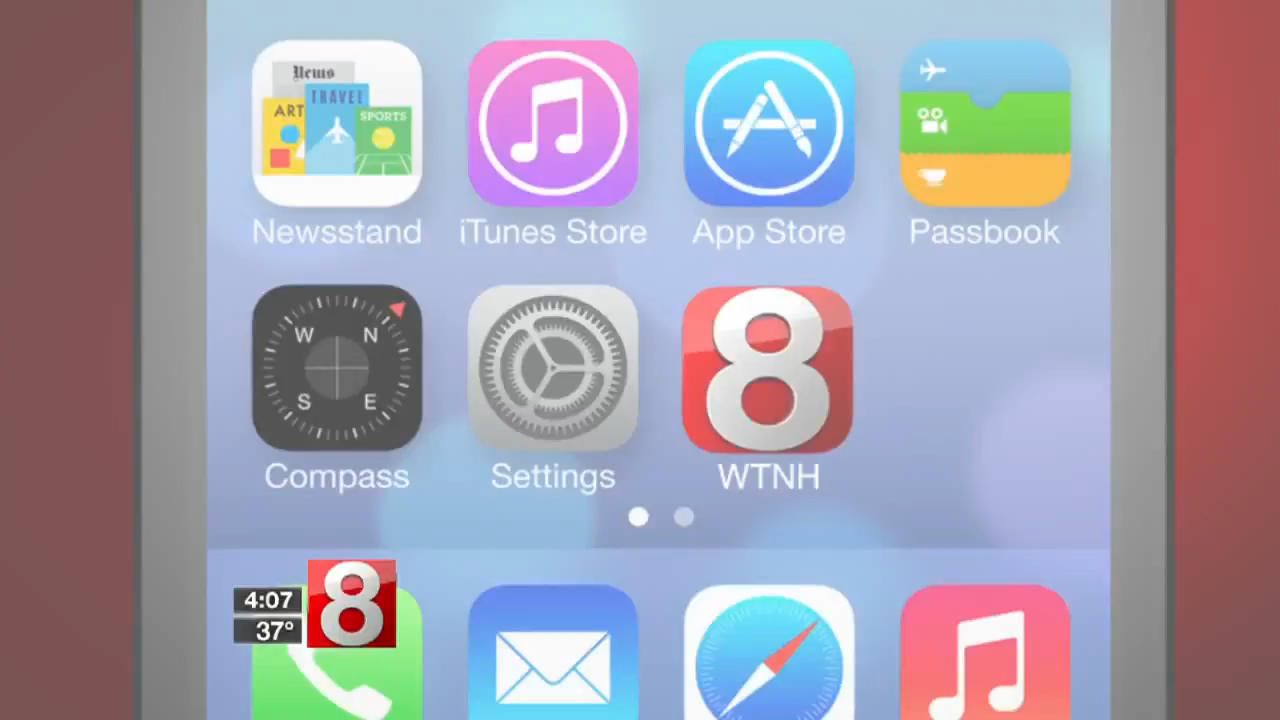 News
ART
TRAVEL
SPORTS
Newsstand
iTunes Store
App Store
Passbook
W N
S E
8
Compass
Settings
WTNH
4:07
37°
8